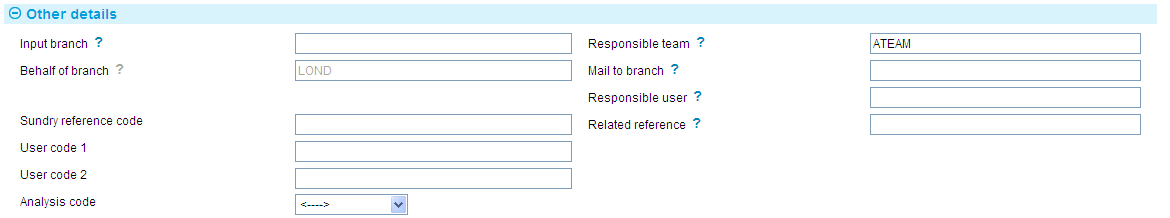 Other details
Input branch ?
Responsible team ? ATEAM
Behalf of branch ? LOND
Mail to branch ?
Responsible user ?
Sundry reference code
Related reference ?
User code 1
User code 2
Analysis code <---->